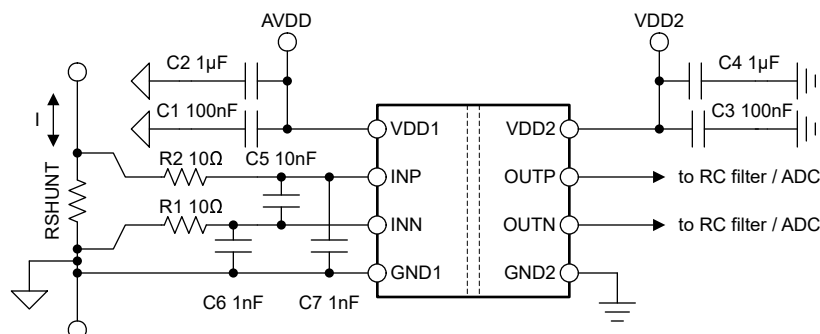 AVDD
VDD2
C2 1µF
C4 1µF
C1 100nF
C3 100nF
I
VDD1
VDD2
R2 10Ω
C5 10nF
INP
OUTP
to RC filter / ADC
RSHUNT
R1 10Ω
INN
OUTN
to RC filter / ADC
GND1
GND2
C6 1nF
C7 1nF